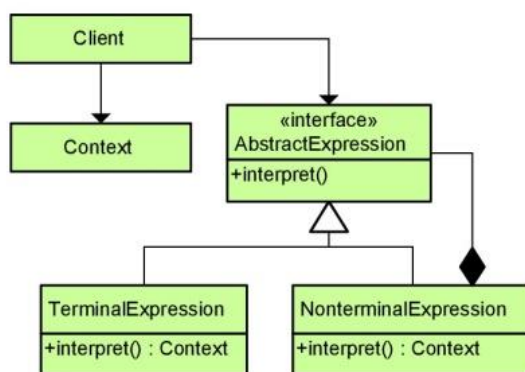 Client
Context
«interface»
AbstractExpression
+interpret()
TerminalExpression
+interpret() : Context
NonterminalExpression
+interpret() : Context